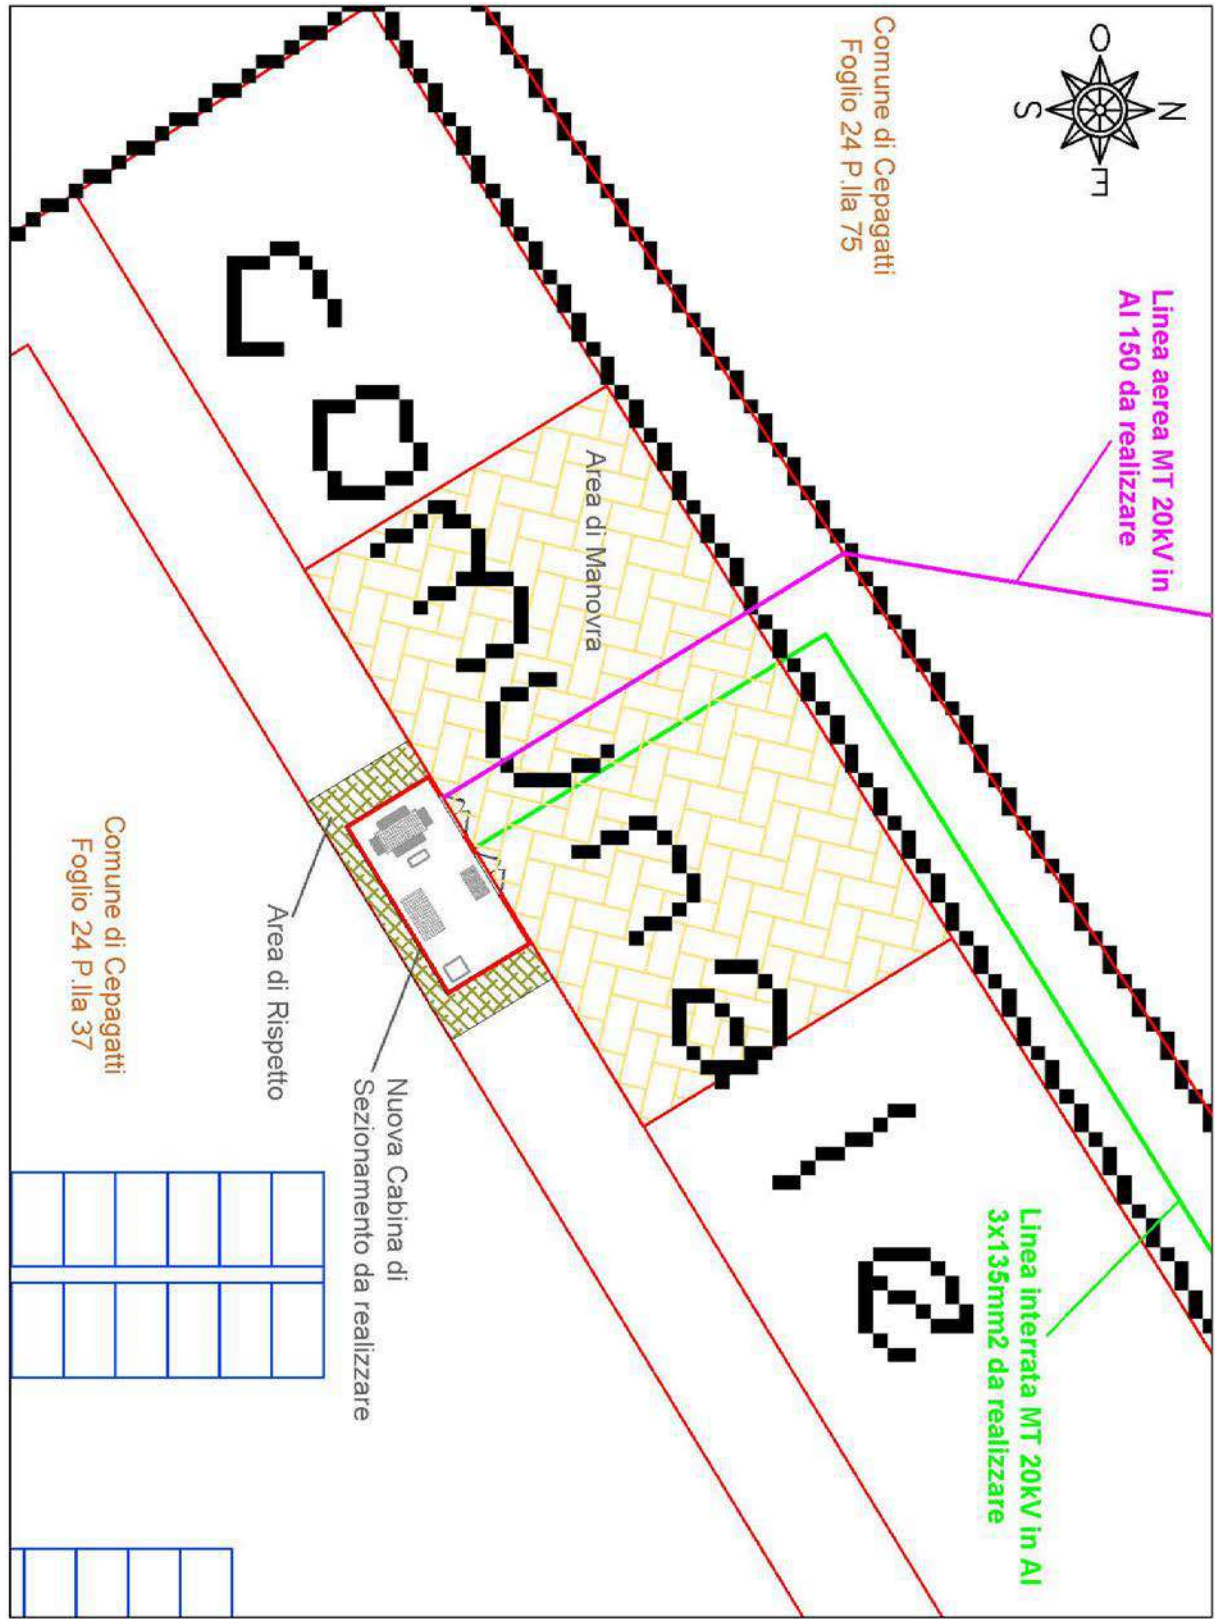 N
O
E
S
Linea aerea MT 20kV in
Al 150 da realizzare
Comune di Cepagatti
Foglio 24 P.lla 75
Area di Manovra
Linea interrata MT 20kV in Al
3x135mm2 da realizzare
Nuova Cabina di
Sezionamento da realizzare
Area di Rispetto
Comune di Cepagatti
Foglio 24 P.lla 37